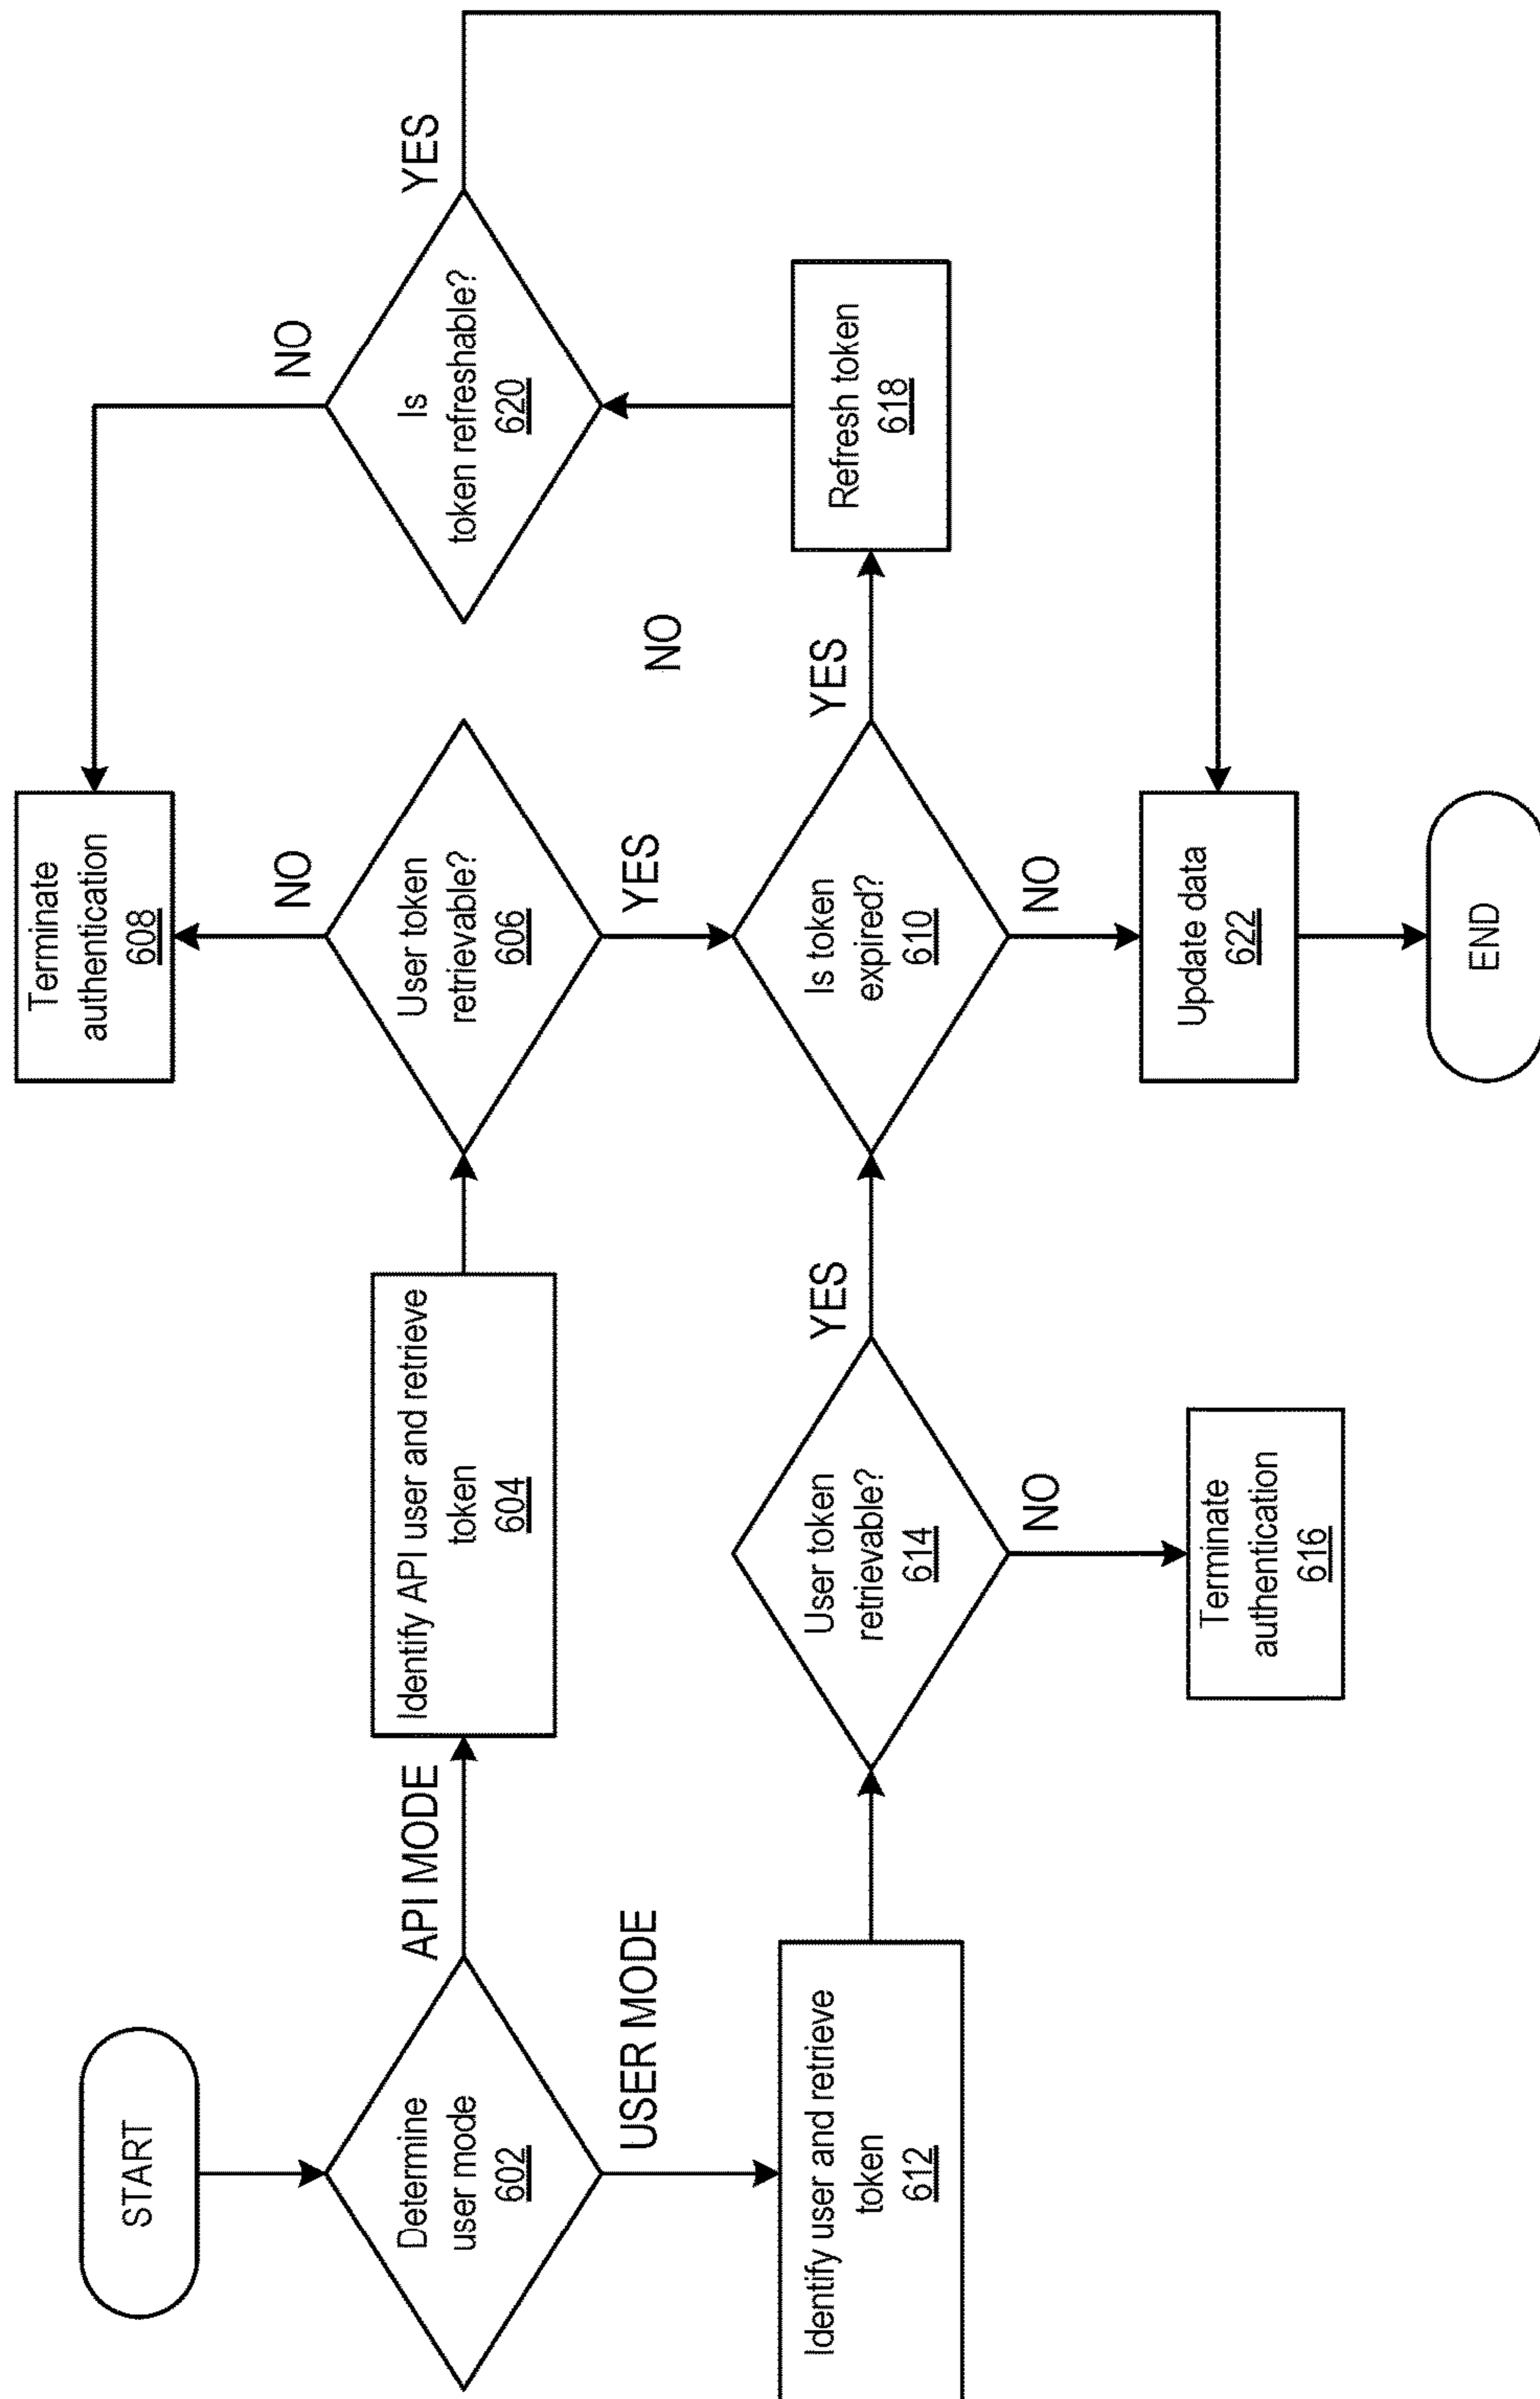 START
Determine
user mode
602
API MODE
USER MODE
Identify API user and retrieve
token
604
User token
retrievable?
606
NO
YES
Terminate
authentication
608
Identify user and retrieve
token
612
User token
retrievable?
614
YES
NO
Terminate
authentication
616
Is token
expired?
610
YES
NO
NO
Refresh token
618
Is
token refreshable?
620
NO
YES
Update data
622
END